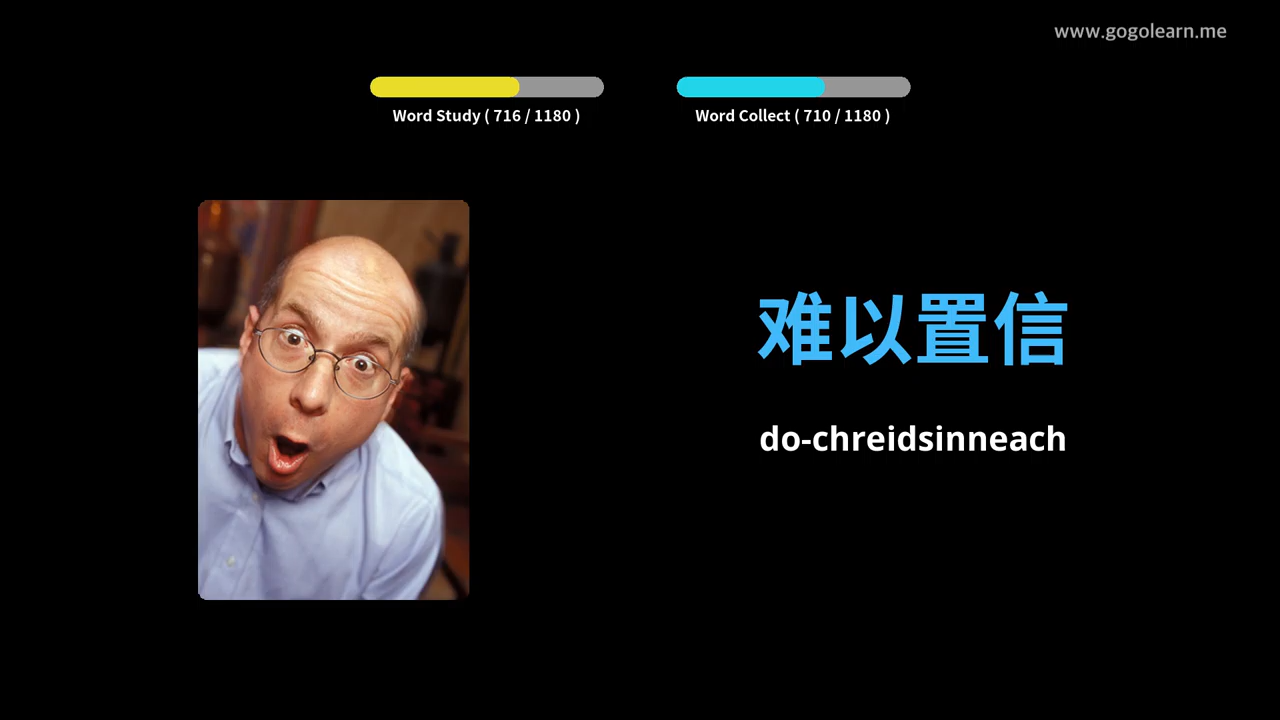 www.gogolearn.me
Word Study ( 716 / 1180 )
Word Collect ( 710 / 1180 )
难以置信
do-chreidsinneach